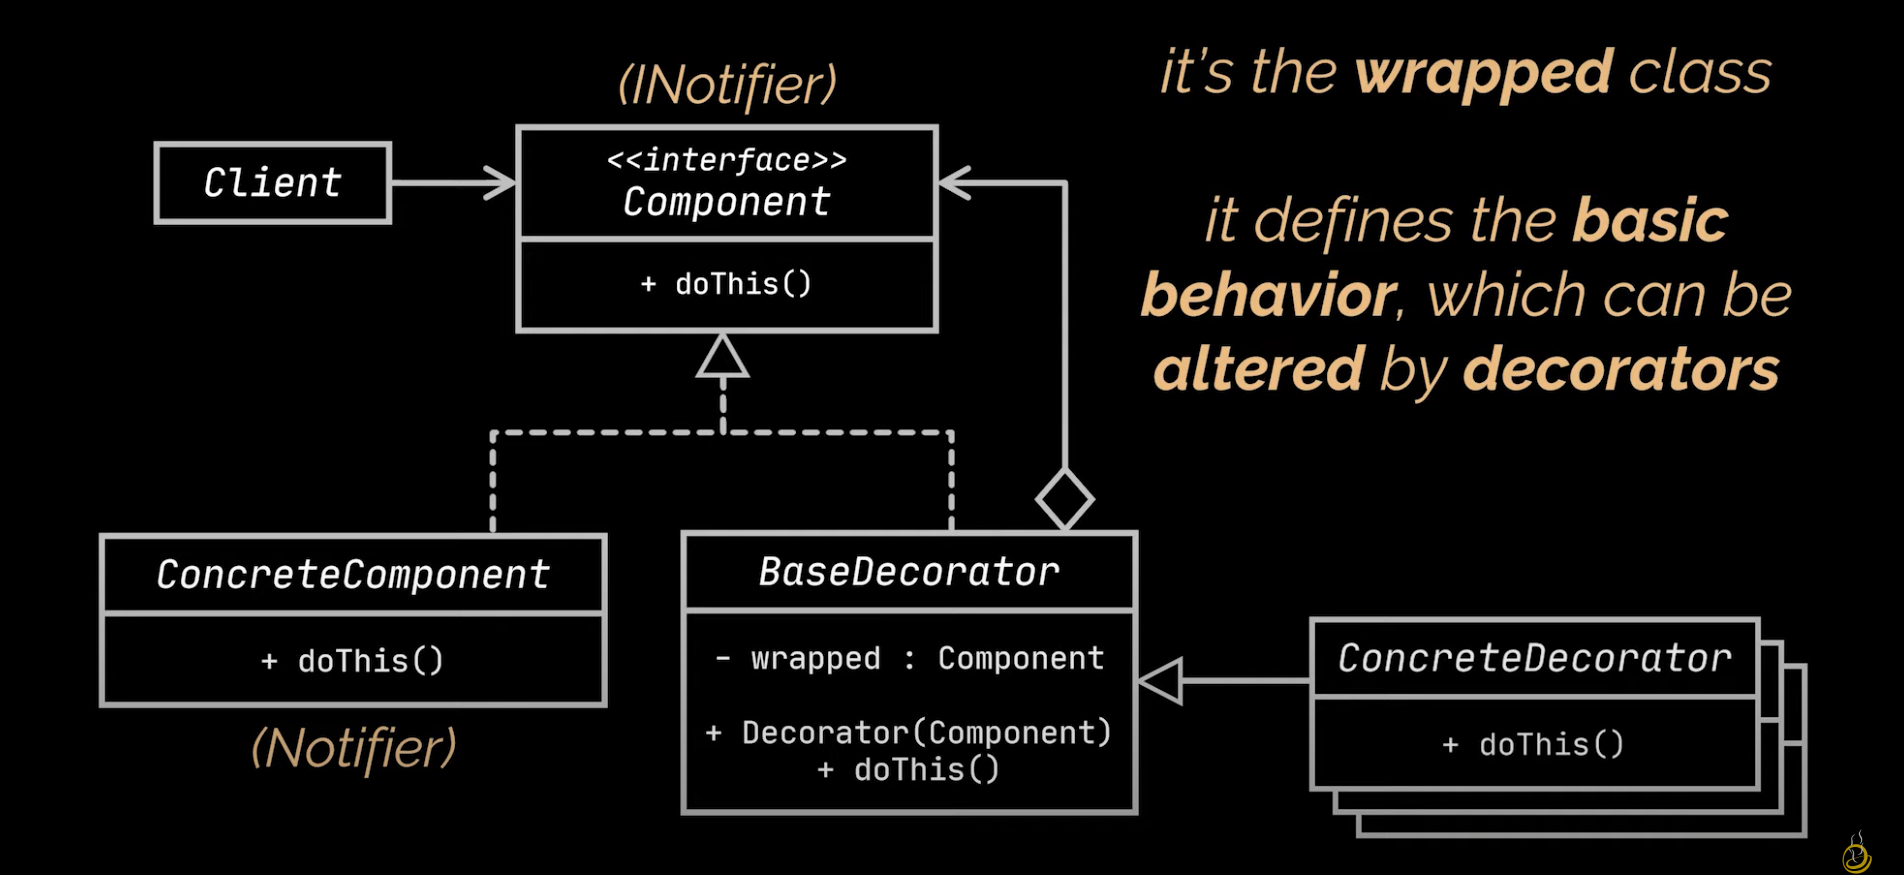 (INotifier)
it's the wrapped class
Client
<<interface>>
Component
+ doThis()
it defines the basic
behavior, which can be
altered by decorators
ConcreteComponent
+ doThis()
(Notifier)
BaseDecorator
- wrapped : Component
+ Decorator(Component)
+ doThis()
ConcreteDecorator
+ doThis()